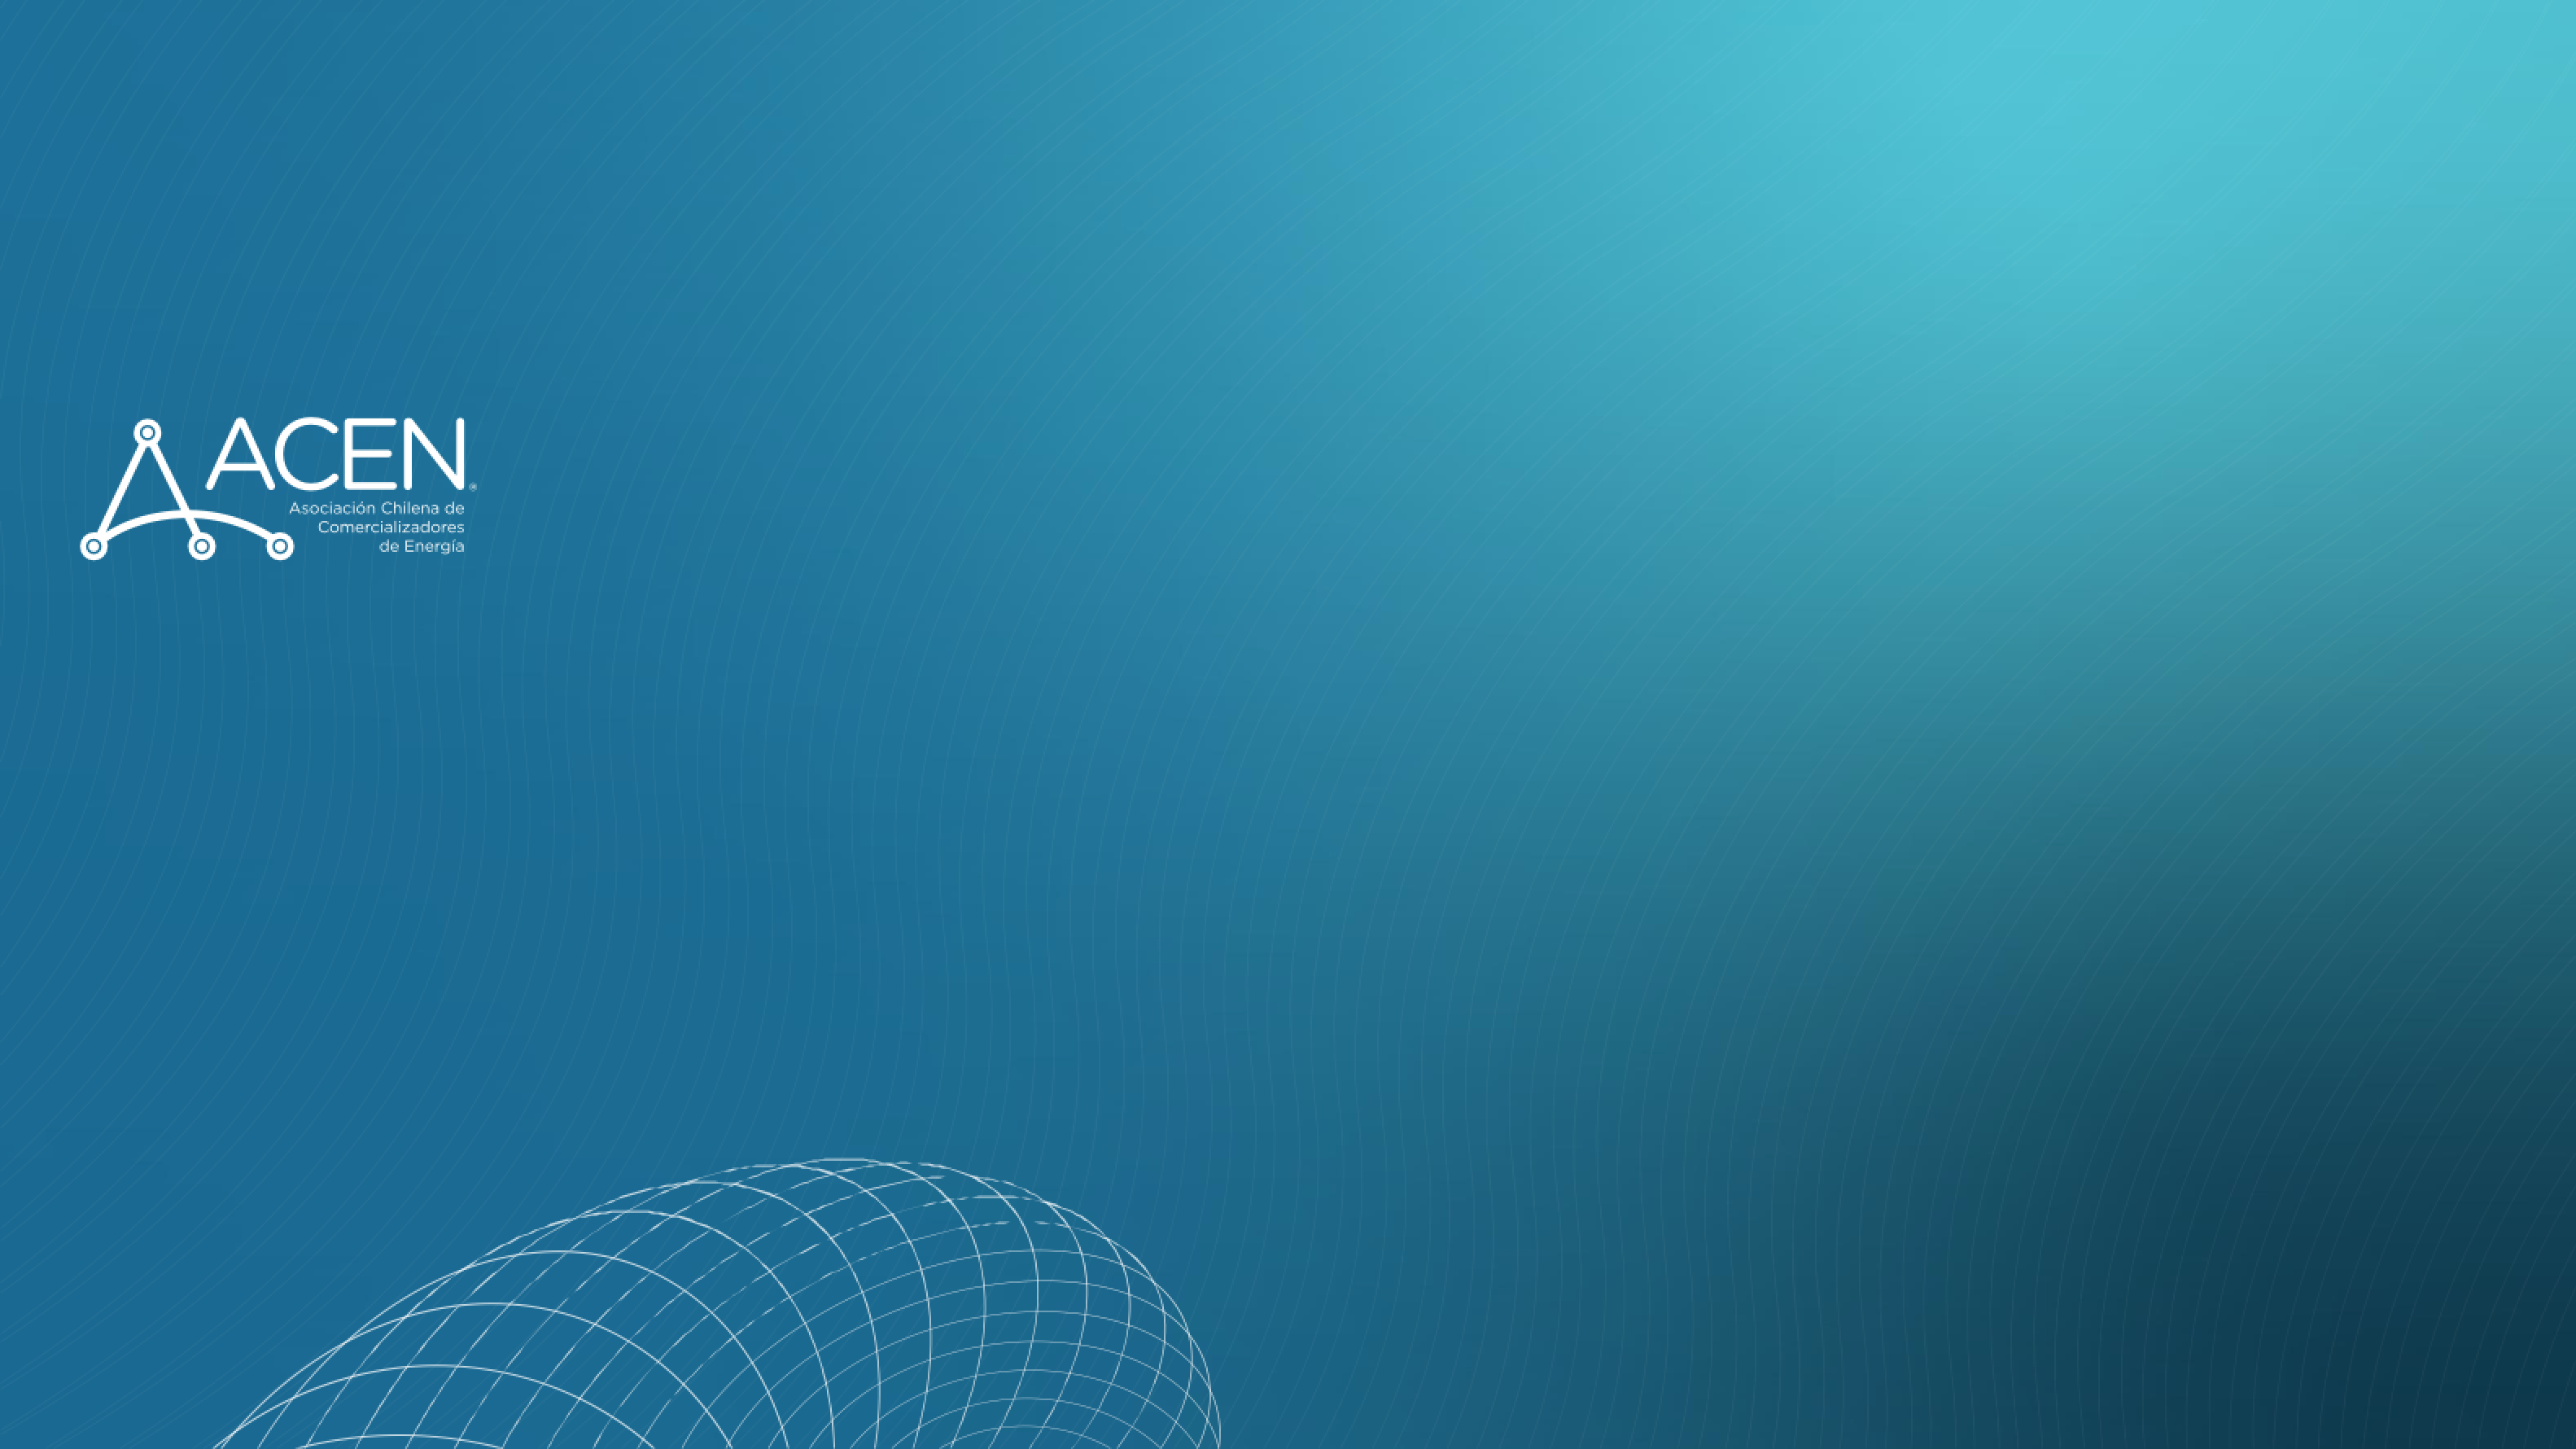 ACEN®
Asociación Chilena de
Comercializadores
de Energía